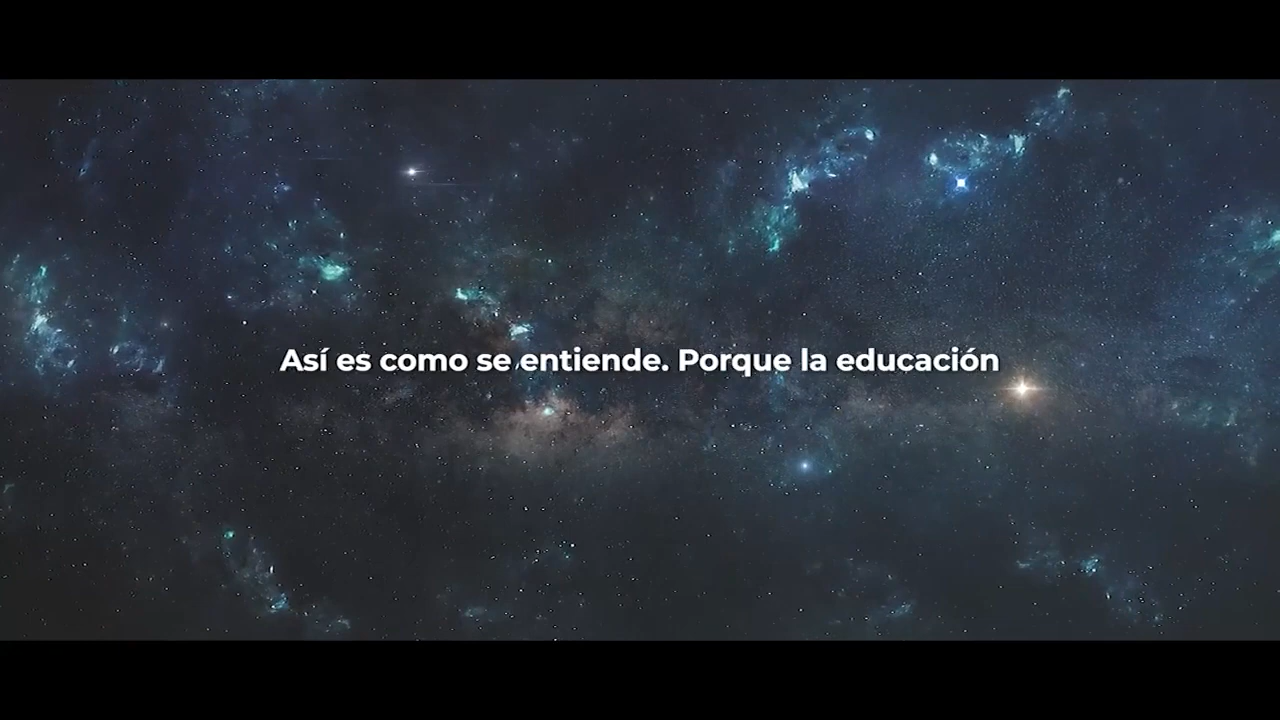 Así es como se entiende. Porque la educación